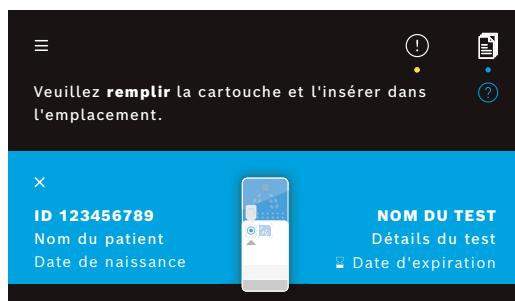 Veuillez remplir la cartouche et l'insérer dans
l'emplacement.
ID 123456789
Nom du patient
Date de naissance
NOM DU TEST
Détails du test
Date d'expiration